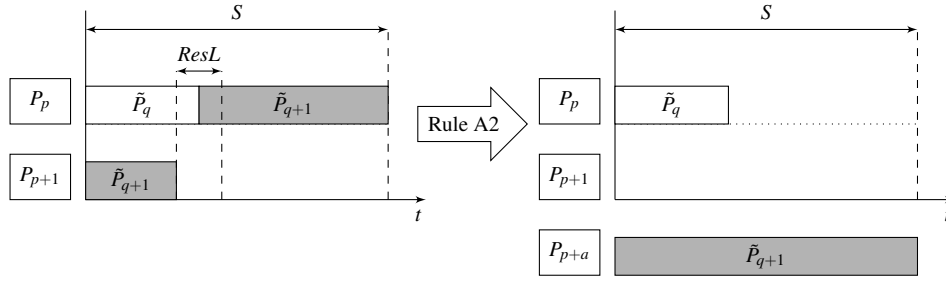 S
ResL
P_p
P̃_q
P̃_{q+1}
P_{p+1}
P̃_{q+1}
t
Rule A2
S
P_p
P̃_q
P_{p+1}
t
P_{p+a}
P̃_{q+1}